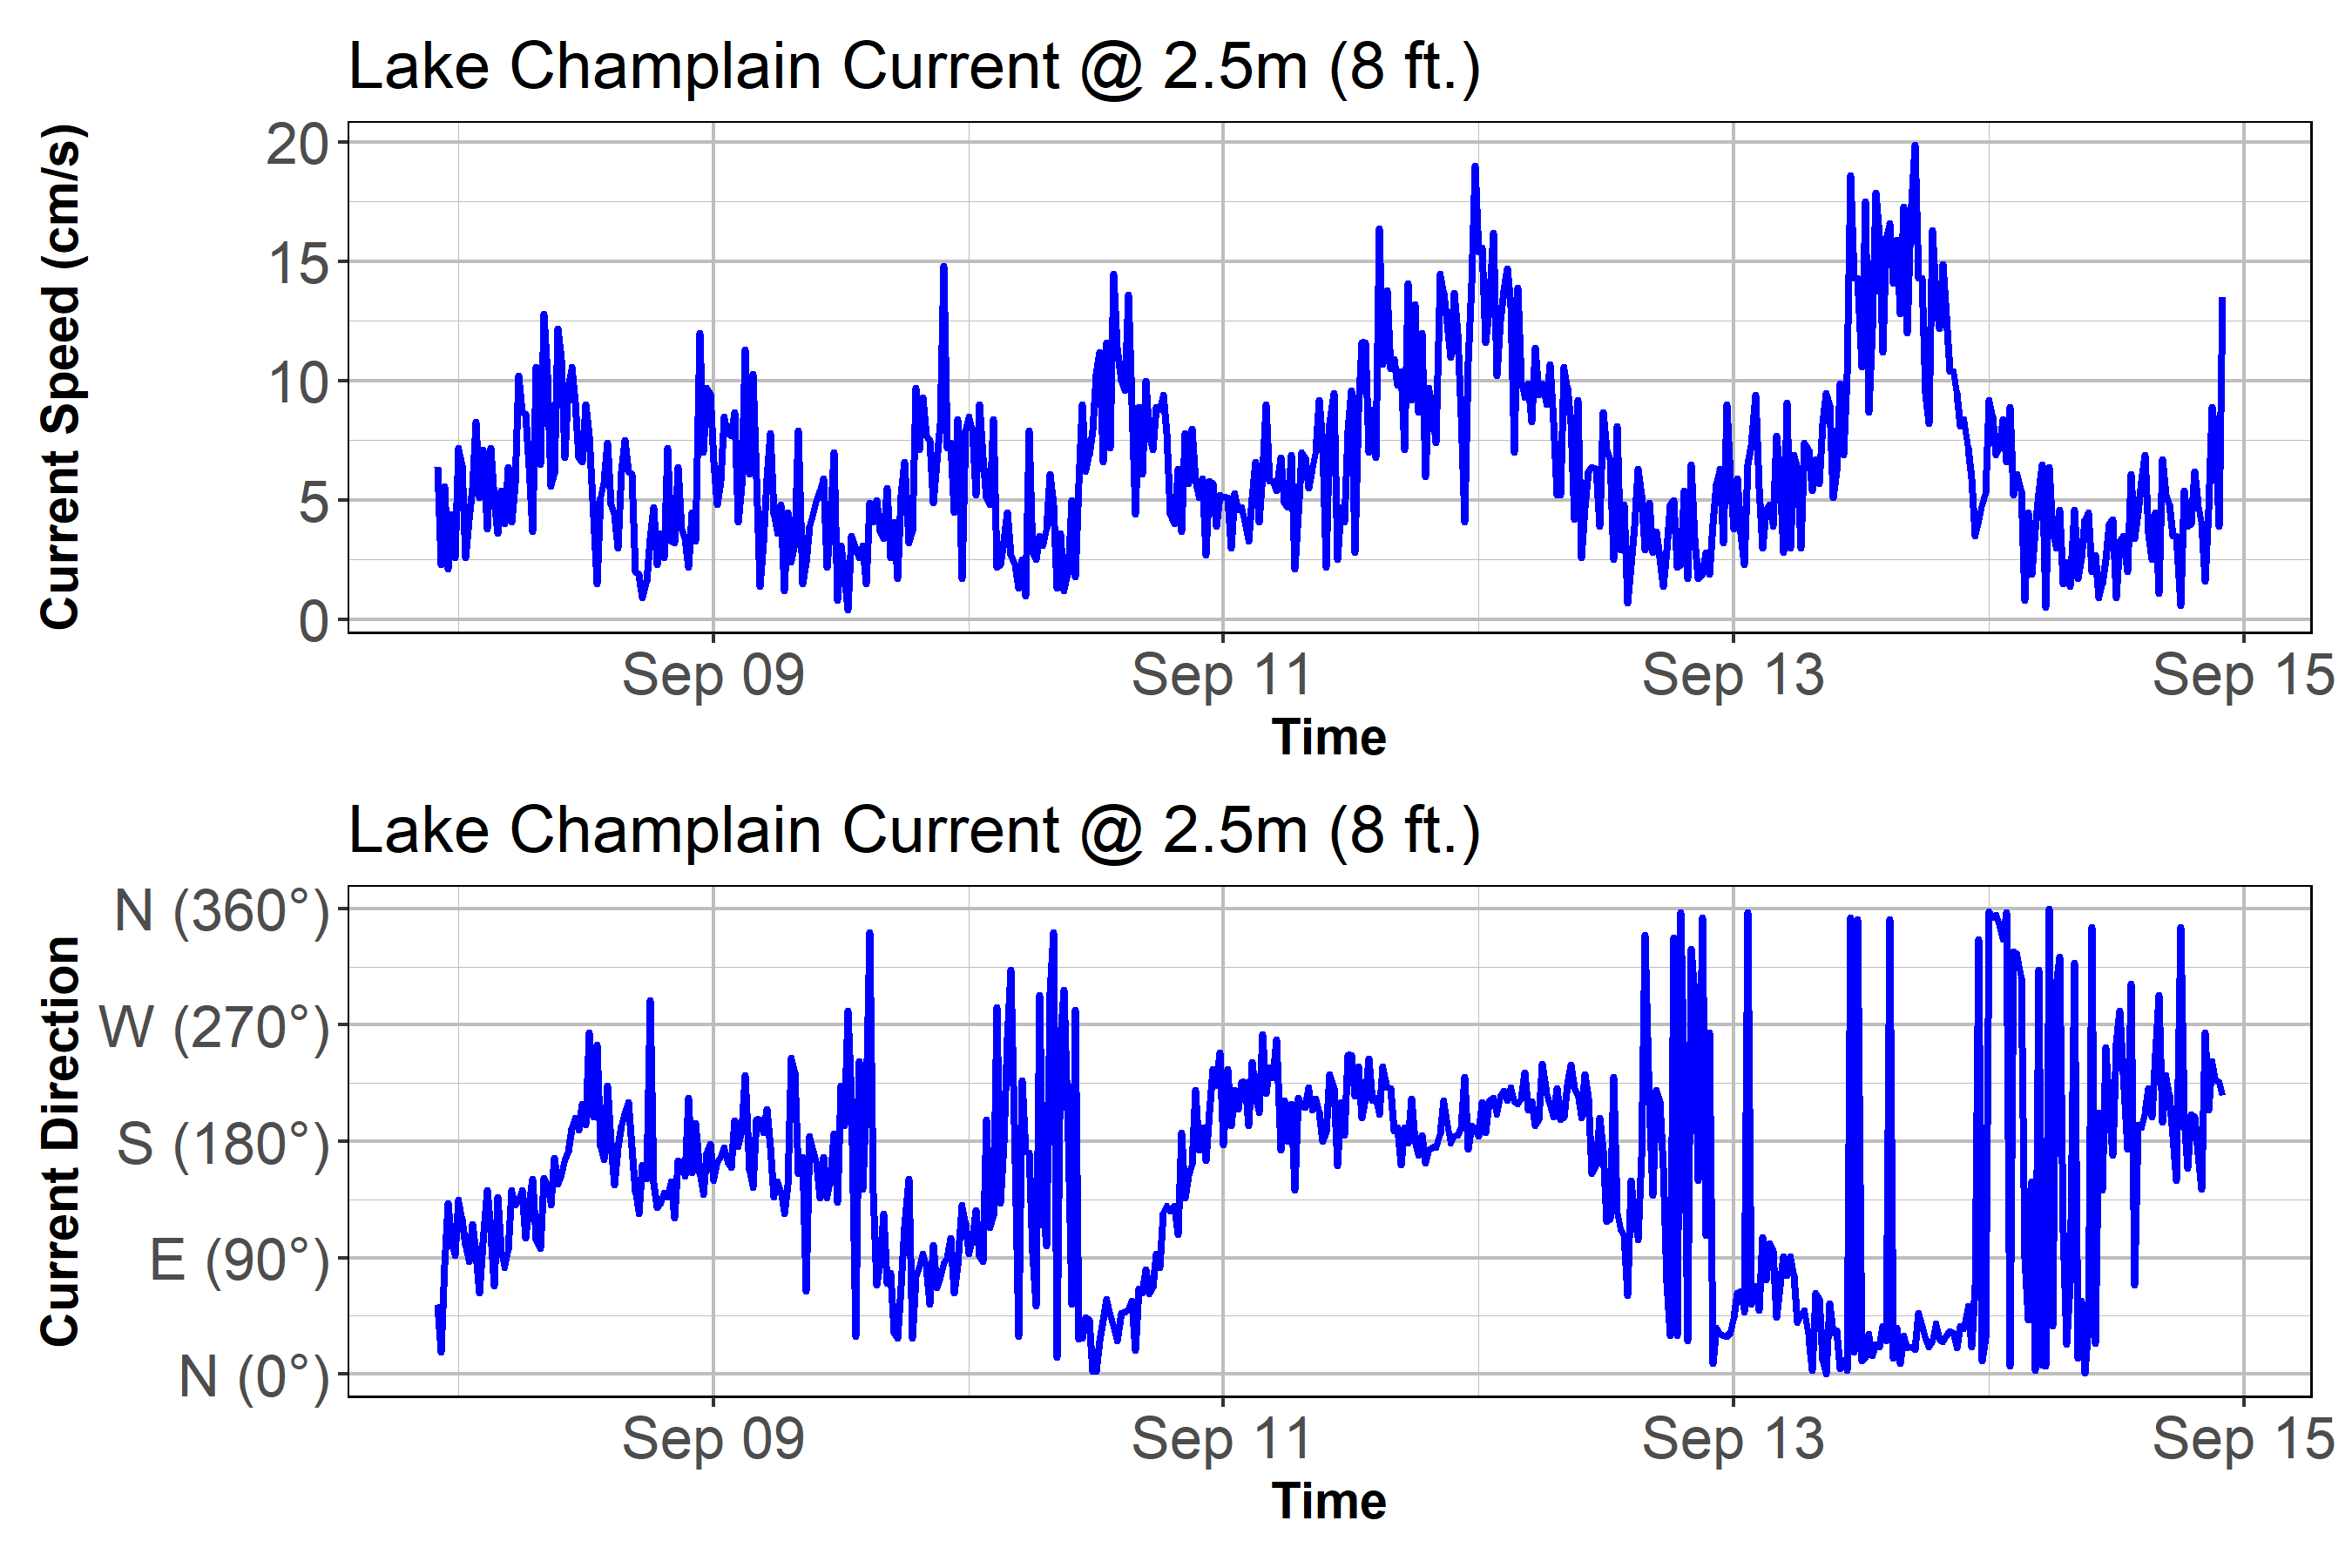 Lake Champlain Current @ 2.5m (8 ft.)
Current Speed (cm/s)
20
15
10
5
0
Sep 09 Sep 11 Sep 13 Sep 15
Time
Lake Champlain Current @ 2.5m (8 ft.)
Current Direction
N (360°)
W (270°)
S (180°)
E (90°)
N (0°)
Sep 09 Sep 11 Sep 13 Sep 15
Time